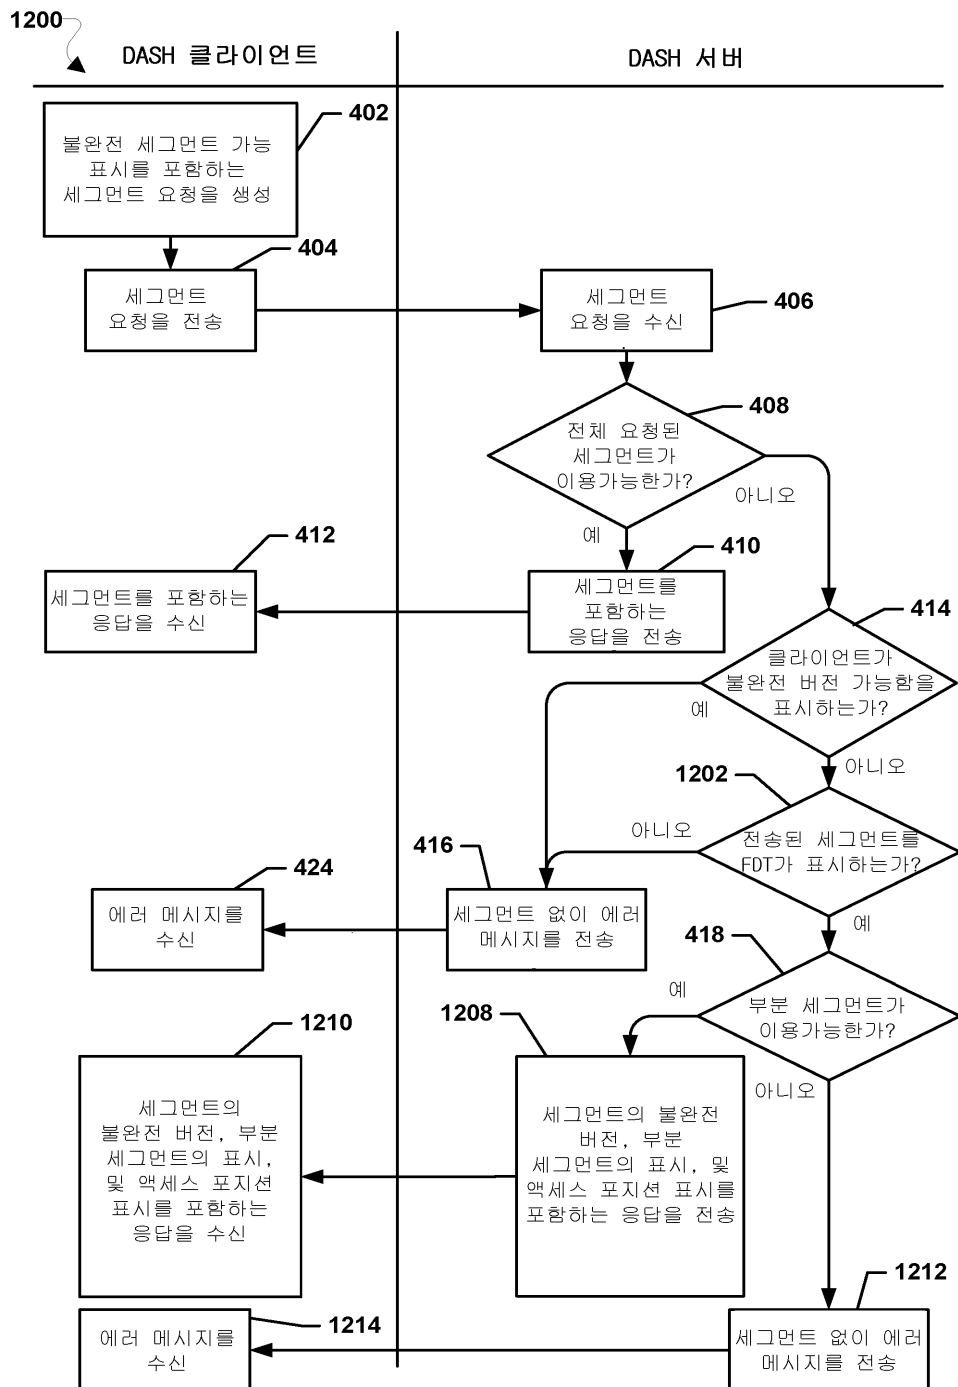 1200
DASH 클라이언트
DASH 서버
402
불완전 세그먼트 가능
표시를 포함하는
세그먼트 요청을 생성
404
세그먼트
요청을 전송
406
세그먼트
요청을 수신
408
전체 요청된
세그먼트가
이용가능한가?
아니오
예
412
세그먼트를 포함하는
응답을 수신
410
세그먼트를
포함하는
응답을 전송
414
클라이언트가
불완전 버전 가능함을
표시하는가?
예
아니오
1202
전송된 세그먼트를
FDT가 표시하는가?
아니오
예
416
세그먼트 없이 에러
메시지를 전송
424
에러 메시지를
수신
418
부분 세그먼트가
이용가능한가?
예
아니오
1208
세그먼트의 불완전
버전, 부분
세그먼트의 표시, 및
액세스 포지션 표시를
포함하는 응답을 전송
1210
세그먼트의
불완전 버전, 부분
세그먼트의 표시,
및 액세스 포지션
표시를 포함하는
응답을 수신
1212
세그먼트 없이 에러
메시지를 전송
1214
에러 메시지를
수신